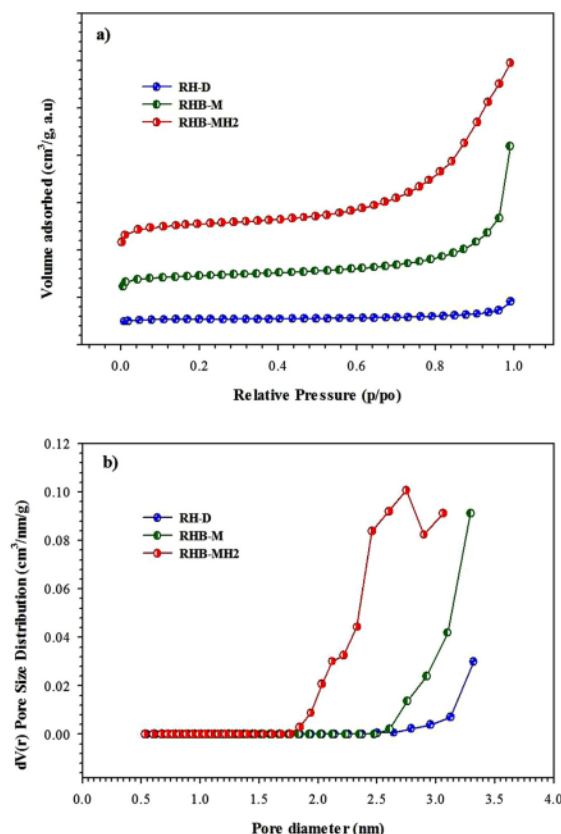 a)
RH-D
RHB-M
RHB-MH2
Volume adsorbed (cm³/g, a.u)
0.0 0.2 0.4 0.6 0.8 1.0
Relative Pressure (p/po)
b)
RH-D
RHB-M
RHB-MH2
dV(r) Pore Size Distribution (cm³/nm/g)
0.12
0.10
0.08
0.06
0.04
0.02
0.00
0.0 0.5 1.0 1.5 2.0 2.5 3.0 3.5 4.0
Pore diameter (nm)